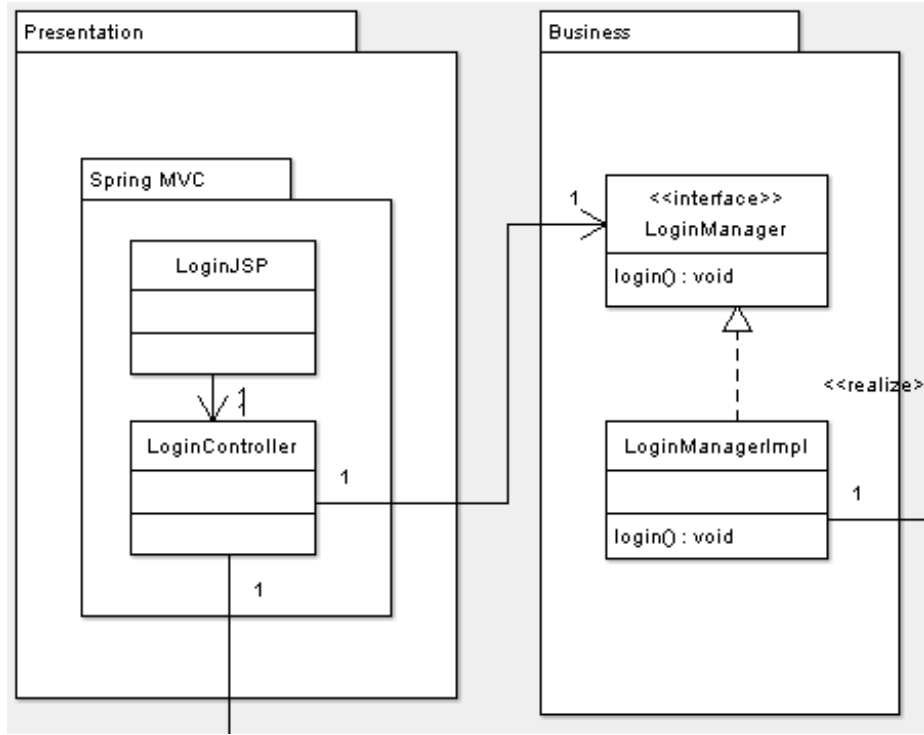 Presentation
Business
Spring MVC
LoginJSP
1
1
LoginController
1
1
1
<<interface>>
LoginManager
login() : void
<<realize>
LoginManagerImpl
login() : void
1